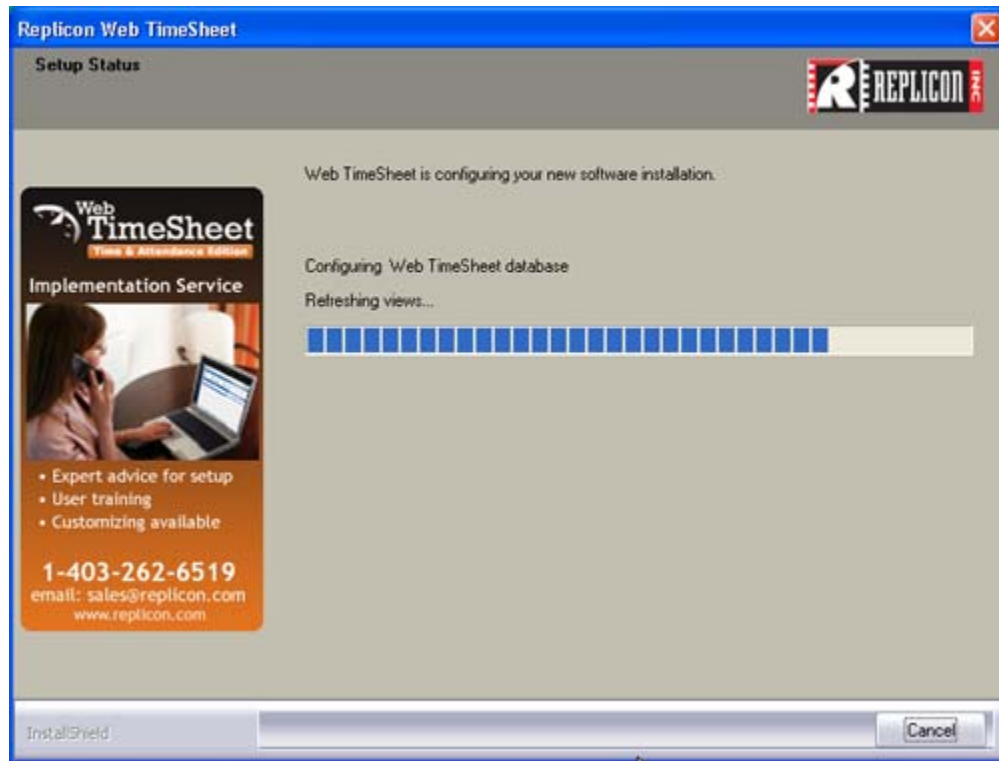 Replicon Web TimeSheet
Setup Status
R REPLICON INC
Web TimeSheet is configuring your new software installation.
Web
TimeSheet
Time & Attendance Edition
Implementation Service
Configuring Web TimeSheet database
Refreshing views...
• Expert advice for setup
• User training
• Customizing available
1-403-262-6519
email: sales@replicon.com
www.replicon.com
InstallShield
Cancel